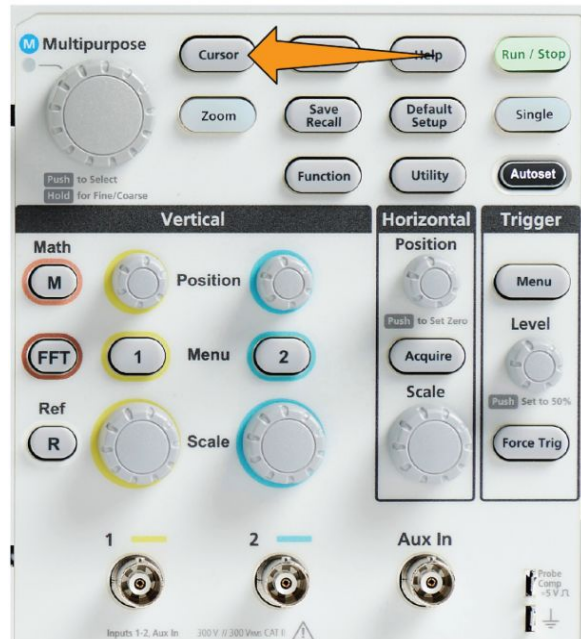 M Multipurpose
Cursor
Help
Run / Stop
Zoom
Save
Recall
Default
Setup
Single
Push to Select
Hold for Fine/Coarse
Function
Utility
Autoset
Vertical
Horizontal
Trigger
Math
M
Position
Position
Menu
Push to Set Zero
Level
FFT
1
Menu
2
Acquire
Scale
Push Set to 50%
Ref
R
Scale
Force Trig
1
2
Aux In
Probe
Comp
Inputs 1-2, Aux In